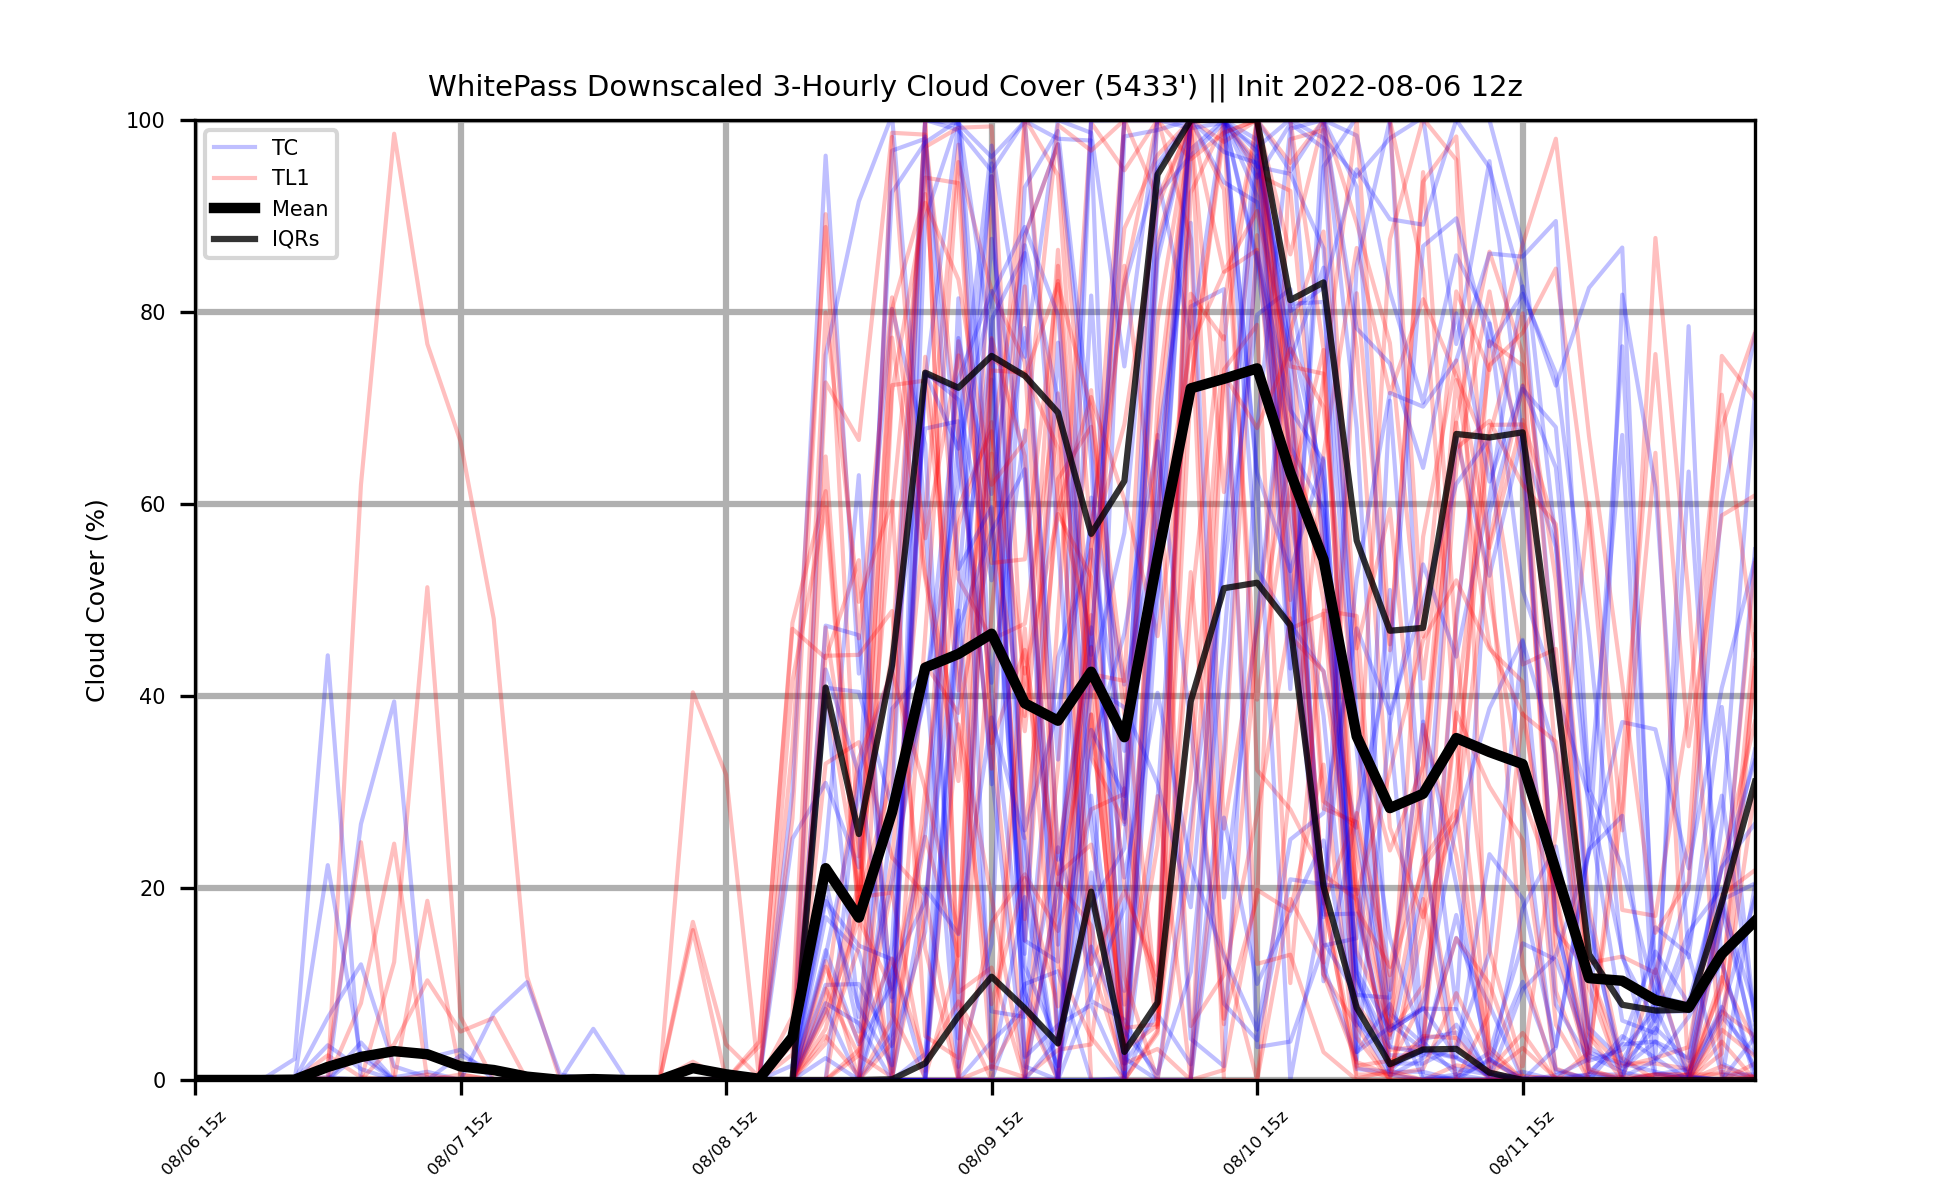 WhitePass Downscaled 3-Hourly Cloud Cover (5433') || Init 2022-08-06 12z
TC
TL1
Mean
IQRs
Cloud Cover (%)
100
80
60
40
20
0
08/06 15z
08/07 15z
08/08 15z
08/09 15z
08/10 15z
08/11 15z